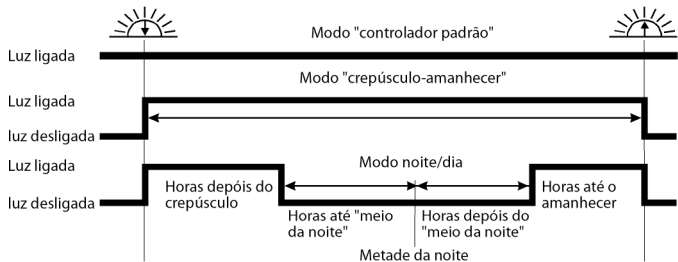 Modo "controlador padrão"
Luz ligada
Modo "crepúsculo-amanhecer"
Luz ligada
luz desligada
Luz ligada
Modo noite/dia
Horas depóis do
crepúsculo
Horas até o
amanhecer
luz desligada
Horas até "meio
da noite"
Horas depóis do
"meio da noite"
Metade da noite